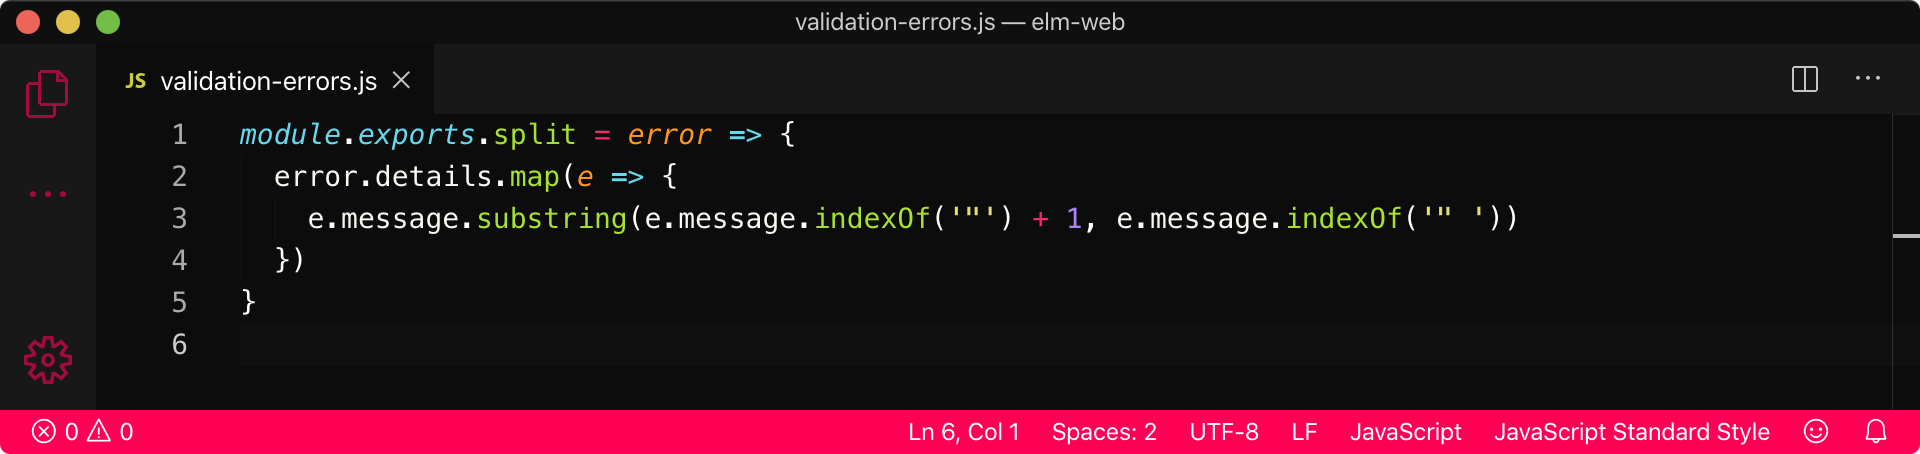 validation-errors.js — elm-web
JS validation-errors.js
1 module.exports.split = error => {
2   error.details.map(e => {
3     e.message.substring(e.message.indexOf('"') + 1, e.message.indexOf('" '))
4   })
5 }
6
0 0 Ln 6, Col 1 Spaces: 2 UTF-8 LF JavaScript JavaScript Standard Style